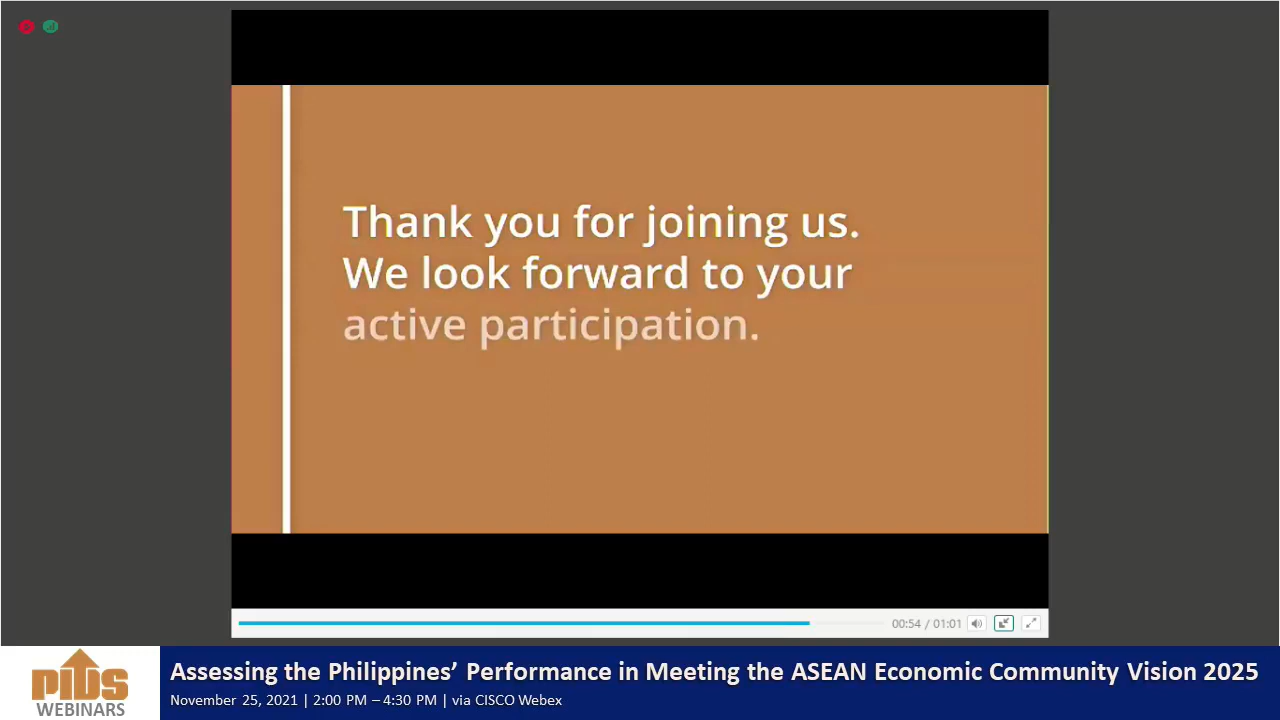 Thank you for joining us.
We look forward to your
active participation.
00:54 / 01:01
PIDS
WEBINARS
Assessing the Philippines’ Performance in Meeting the ASEAN Economic Community Vision 2025
November 25, 2021 | 2:00 PM – 4:30 PM | via CISCO Webex